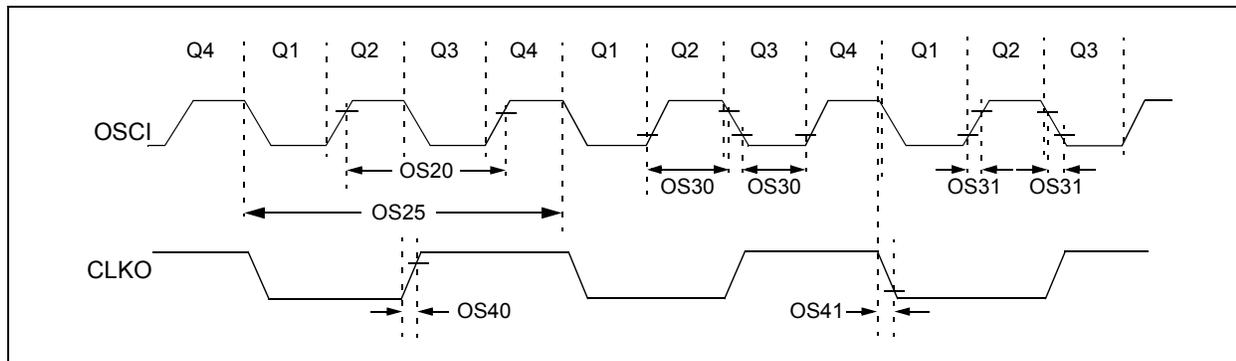 Q4 Q1 Q2 Q3 Q4 Q1 Q2 Q3 Q4 Q1 Q2 Q3
OSCI
OS20 OS30 OS30 OS31 OS31
OS25
CLKO
OS40 OS41